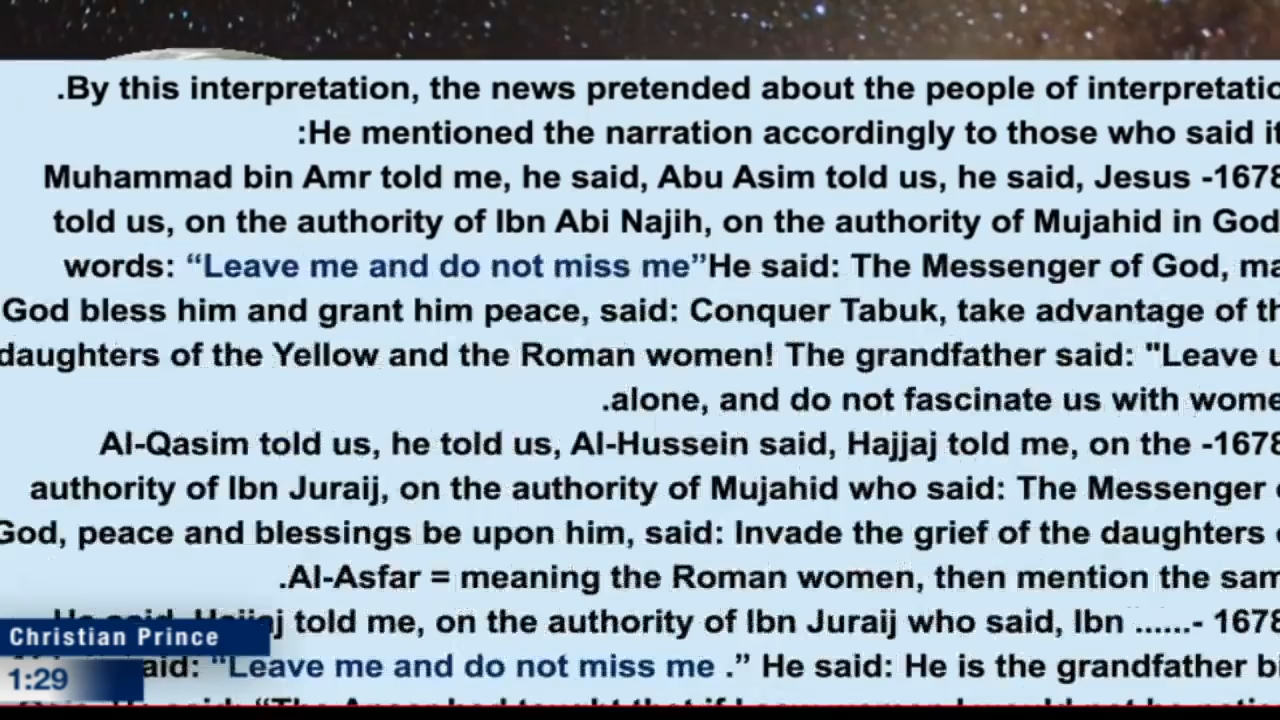 .By this interpretation, the news pretended about the people of interpretatio
:He mentioned the narration accordingly to those who said i
Muhammad bin Amr told me, he said, Abu Asim told us, he said, Jesus -1678
told us, on the authority of Ibn Abi Najih, on the authority of Mujahid in God
words: “Leave me and do not miss me”He said: The Messenger of God, ma
God bless him and grant him peace, said: Conquer Tabuk, take advantage of th
daughters of the Yellow and the Roman women! The grandfather said: "Leave u
.alone, and do not fascinate us with wome
Al-Qasim told us, he told us, Al-Hussein said, Hajjaj told me, on the -1678
authority of Ibn Juraij, on the authority of Mujahid who said: The Messenger
God, peace and blessings be upon him, said: Invade the grief of the daughters
.Al-Asfar = meaning the Roman women, then mention the sam
He said, Hajjaj told me, on the authority of Ibn Juraij who said, Ibn ......- 1678
Christian Prince
said: “Leave me and do not miss me .” He said: He is the grandfather bi
1:29